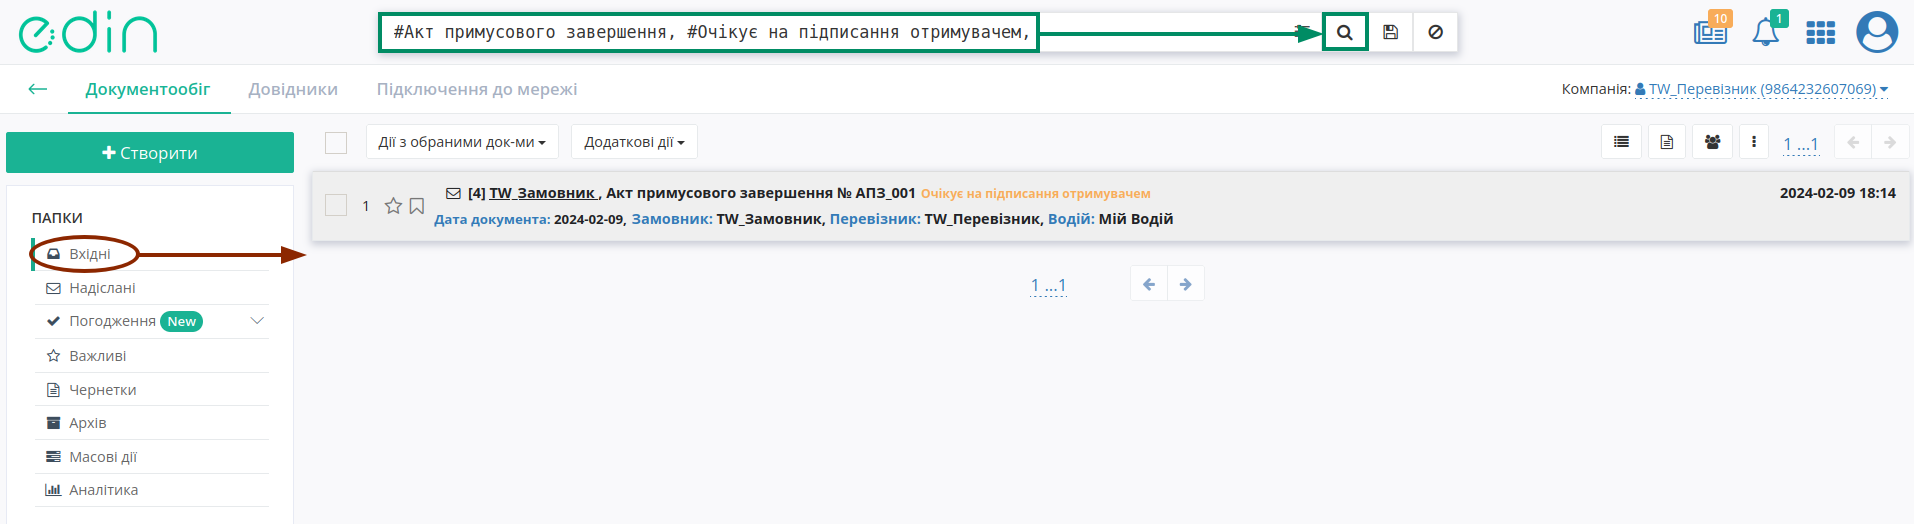 edin
#Акт примусового завершення, #Очікує на підписання отримувачем,
10
1
Документообіг
Довідники
Підключення до мережі
Компанія: TW_Перевізник (9864232607069)
Створити
Дії з обраними док-ми
Додаткові дії
1 ...1
ПАПКИ
Вхідні
Надіслані
Погодження New
Важливі
Чернетки
Архів
Масові дії
Аналітика
1
[4] TW_Замовник , Акт примусового завершення № АПЗ_001 Очікує на підписання отримувачем
2024-02-09 18:14
Дата документа: 2024-02-09, Замовник: TW_Замовник, Перевізник: TW_Перевізник, Водій: Мій Водій
1 ...1